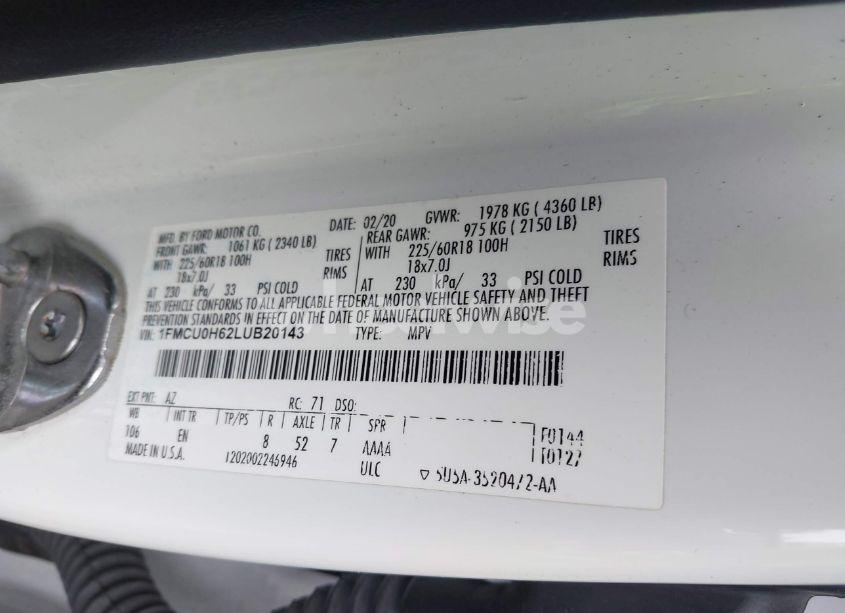 MFD. BY FORD MOTOR CO.
DATE: 02/20 GVWR: 1978 KG ( 4360 LB)
FRONT GAWR: 1061 KG ( 2340 LB) REAR GAWR: 975 KG ( 2150 LB)
WITH 225/60R18 100H TIRES WITH 225/60R18 100H TIRES
18x7.0J RIMS 18x7.0J RIMS
AT 230 kPa/ 33 PSI COLD AT 230 kPa/ 33 PSI COLD
THIS VEHICLE CONFORMS TO ALL APPLICABLE FEDERAL MOTOR VEHICLE SAFETY AND THEFT
PREVENTION STANDARDS IN EFFECT ON THE DATE OF MANUFACTURE SHOWN ABOVE.
VIN: 1FMCU0H62LUB20143 TYPE: MPV
EXT PNT: AZ RC: 71 DSO:
WB INT TR TP/PS R AXLE TR SPR
106 EN 8 52 7 AAAA
MADE IN U.S.A. 1202002246946 ULC
F0144
T0127